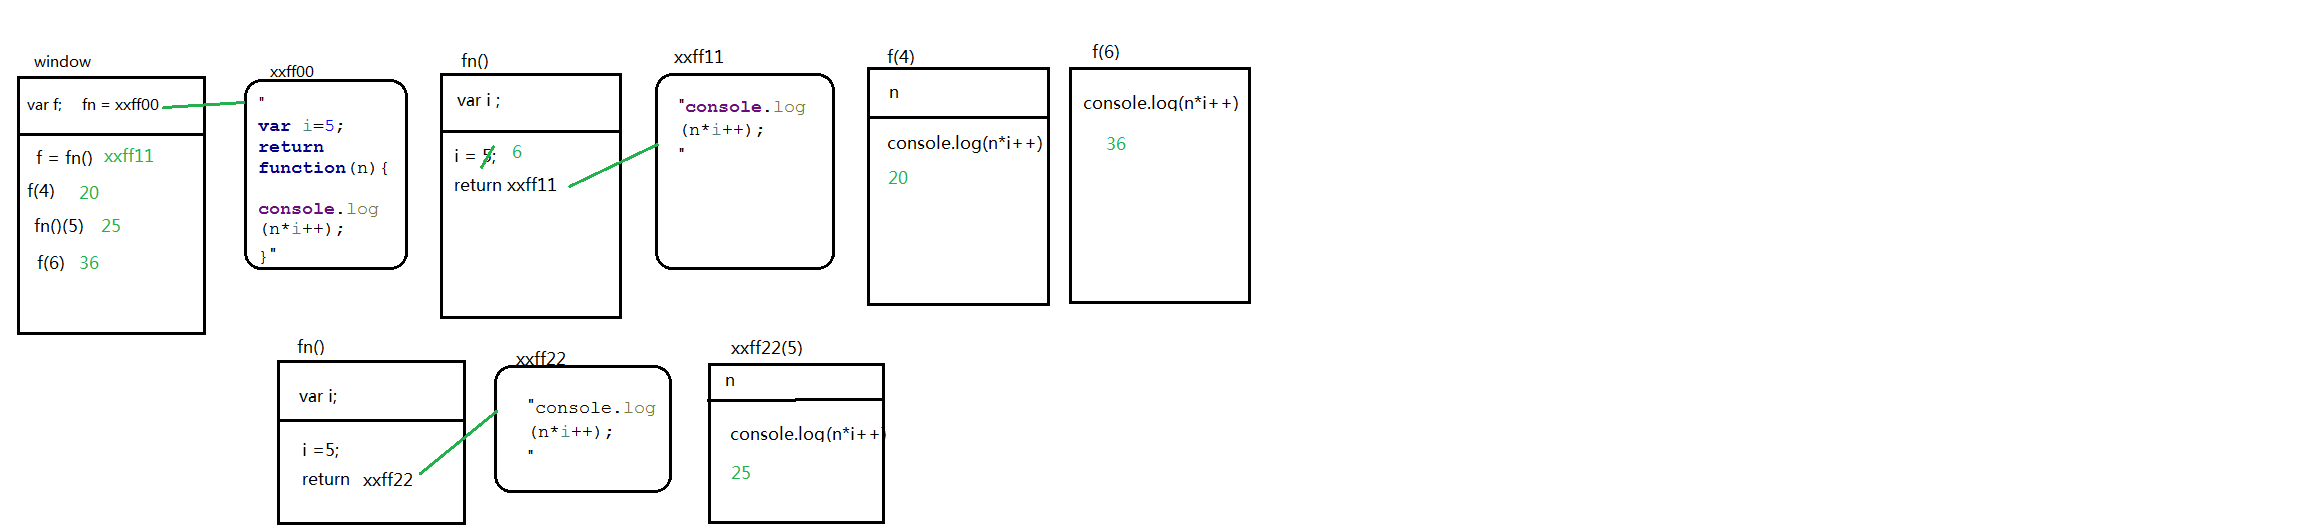 window
var f; fn = xxff00
f = fn() xxff11
f(4) 20
fn()(5) 25
f(6) 36
xxff00
"
var i=5;
return
function(n){
console.log
(n*i++);
}"
fn()
var i ;
i = 5; 6
return xxff11
xxff11
"console.log
(n*i++);
"
f(4)
n
console.log(n*i++)
20
f(6)
console.log(n*i++)
36
fn()
var i;
i =5;
return xxff22
xxff22
"console.log
(n*i++);
"
xxff22(5)
n
console.log(n*i++)
25